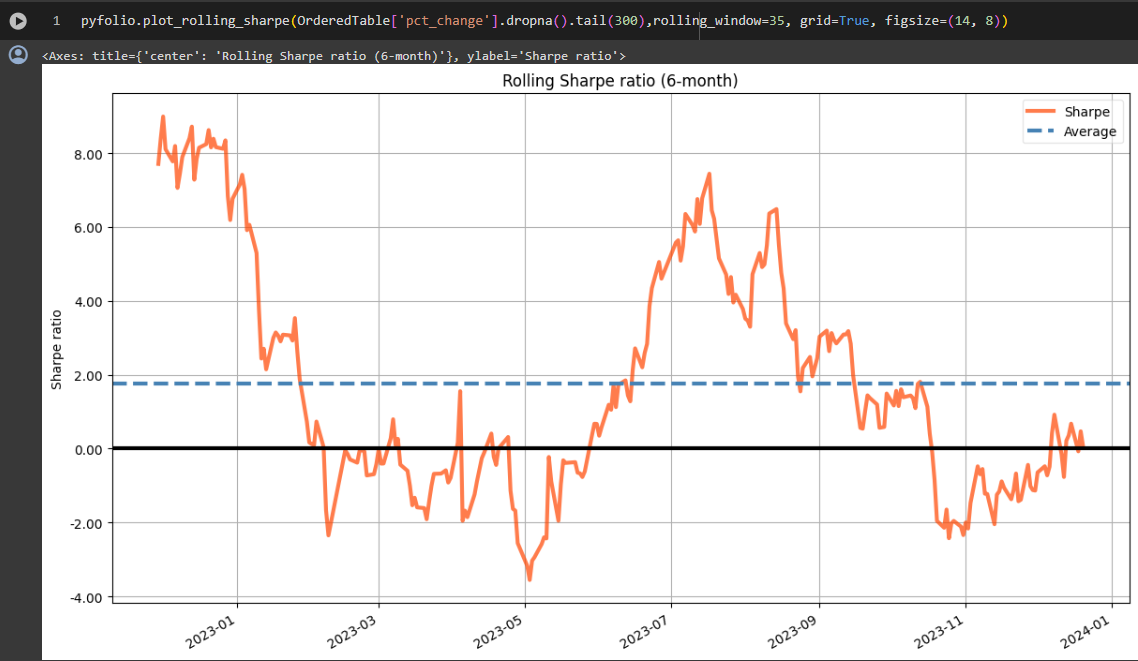 1 pyfolio.plot_rolling_sharpe(OrderedTable['pct_change'].dropna().tail(300),rolling_window=35, grid=True, figsize=(14, 8))
<Axes: title={'center': 'Rolling Sharpe ratio (6-month)'}, ylabel='Sharpe ratio'>
Rolling Sharpe ratio (6-month)
Sharpe
Average
8.00
6.00
4.00
2.00
0.00
-2.00
-4.00
Sharpe ratio
2023-01
2023-03
2023-05
2023-07
2023-09
2023-11
2024-01